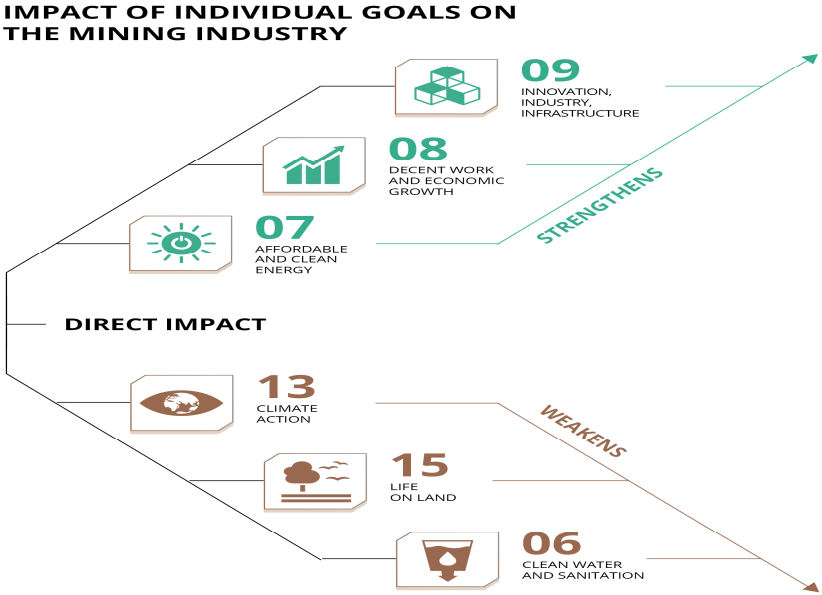 IMPACT OF INDIVIDUAL GOALS ON
THE MINING INDUSTRY
09
INNOVATION,
INDUSTRY,
INFRASTRUCTURE
08
DECENT WORK
AND ECONOMIC
GROWTH
STRENGTHENS
07
AFFORDABLE
AND CLEAN
ENERGY
DIRECT IMPACT
13
CLIMATE
ACTION
WEAKENS
15
LIFE
ON LAND
06
CLEAN WATER
AND SANITATION